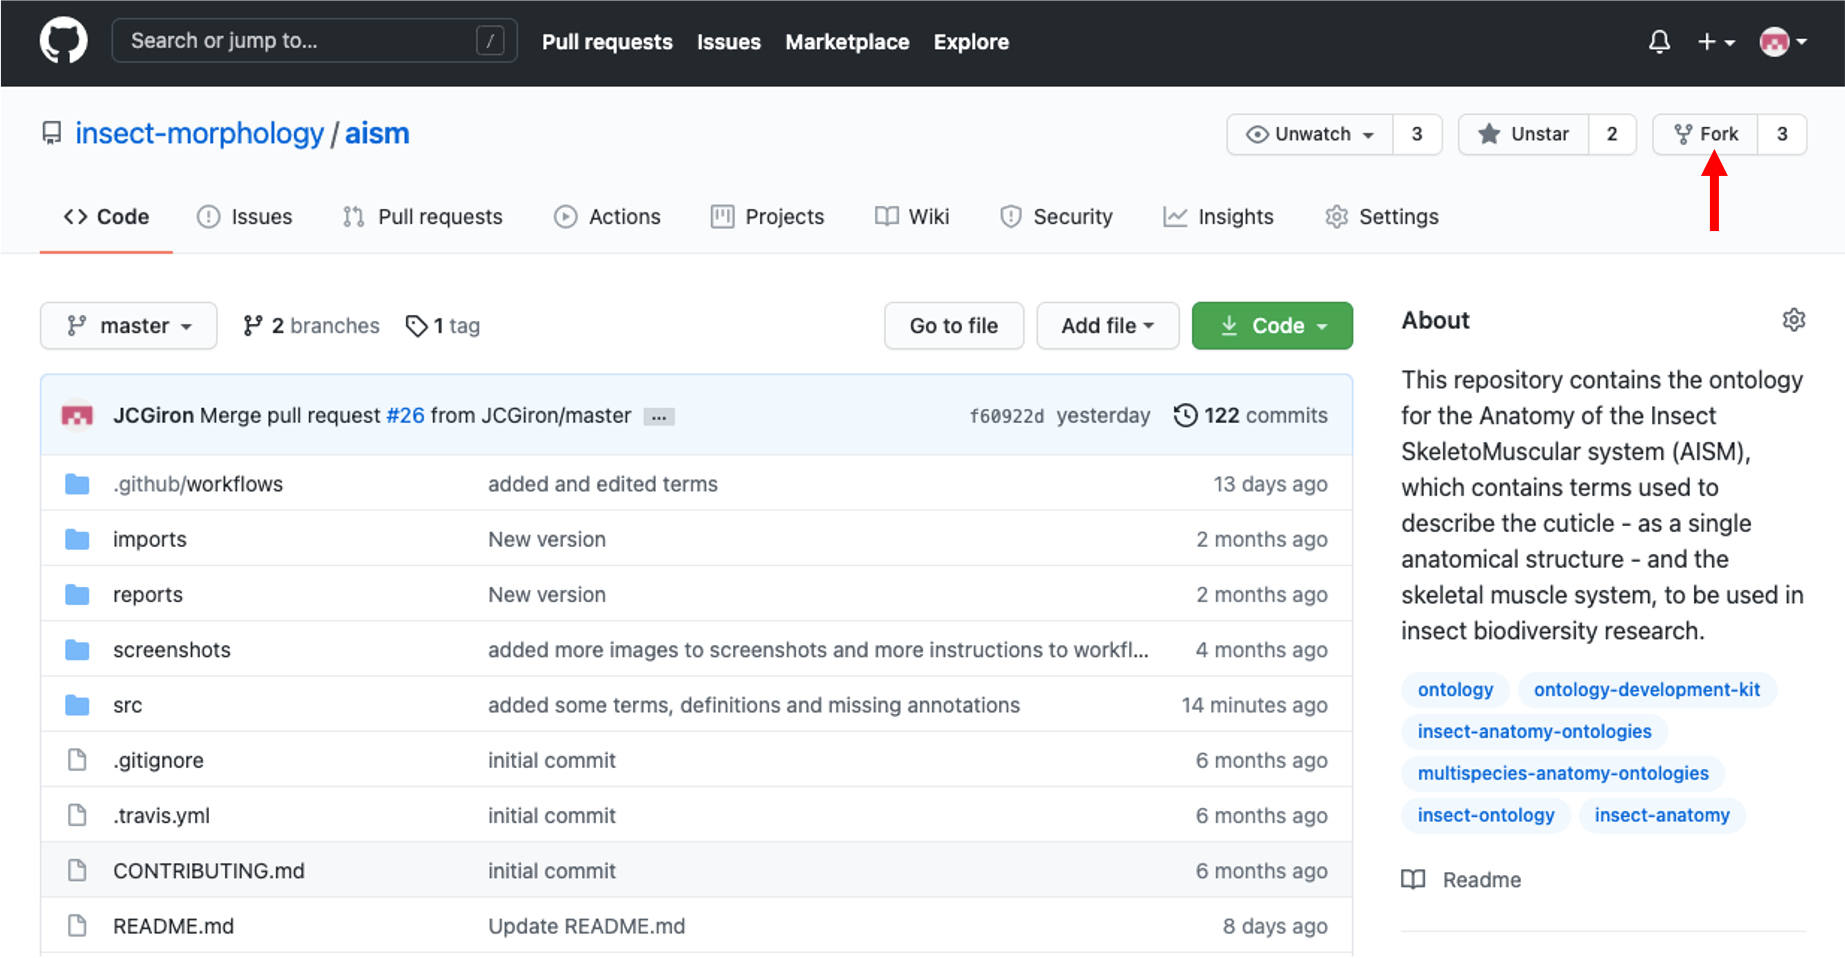 Search or jump to... /
Pull requests Issues Marketplace Explore
insect-morphology / aism
Unwatch 3
Unstar 2
Fork 3
Code Issues Pull requests Actions Projects Wiki Security Insights Settings
master 2 branches 1 tag
Go to file Add file Code
JCGiron Merge pull request #26 from JCGiron/master ... f60922d yesterday 122 commits
.github/workflows added and edited terms 13 days ago
imports New version 2 months ago
reports New version 2 months ago
screenshots added more images to screenshots and more instructions to workfl... 4 months ago
src added some terms, definitions and missing annotations 14 minutes ago
.gitignore initial commit 6 months ago
.travis.yml initial commit 6 months ago
CONTRIBUTING.md initial commit 6 months ago
README.md Update README.md 8 days ago
About
This repository contains the ontology
for the Anatomy of the Insect
SkeletoMuscular system (AISM),
which contains terms used to
describe the cuticle - as a single
anatomical structure - and the
skeletal muscle system, to be used in
insect biodiversity research.
ontology ontology-development-kit
insect-anatomy-ontologies
multispecies-anatomy-ontologies
insect-ontology insect-anatomy
Readme